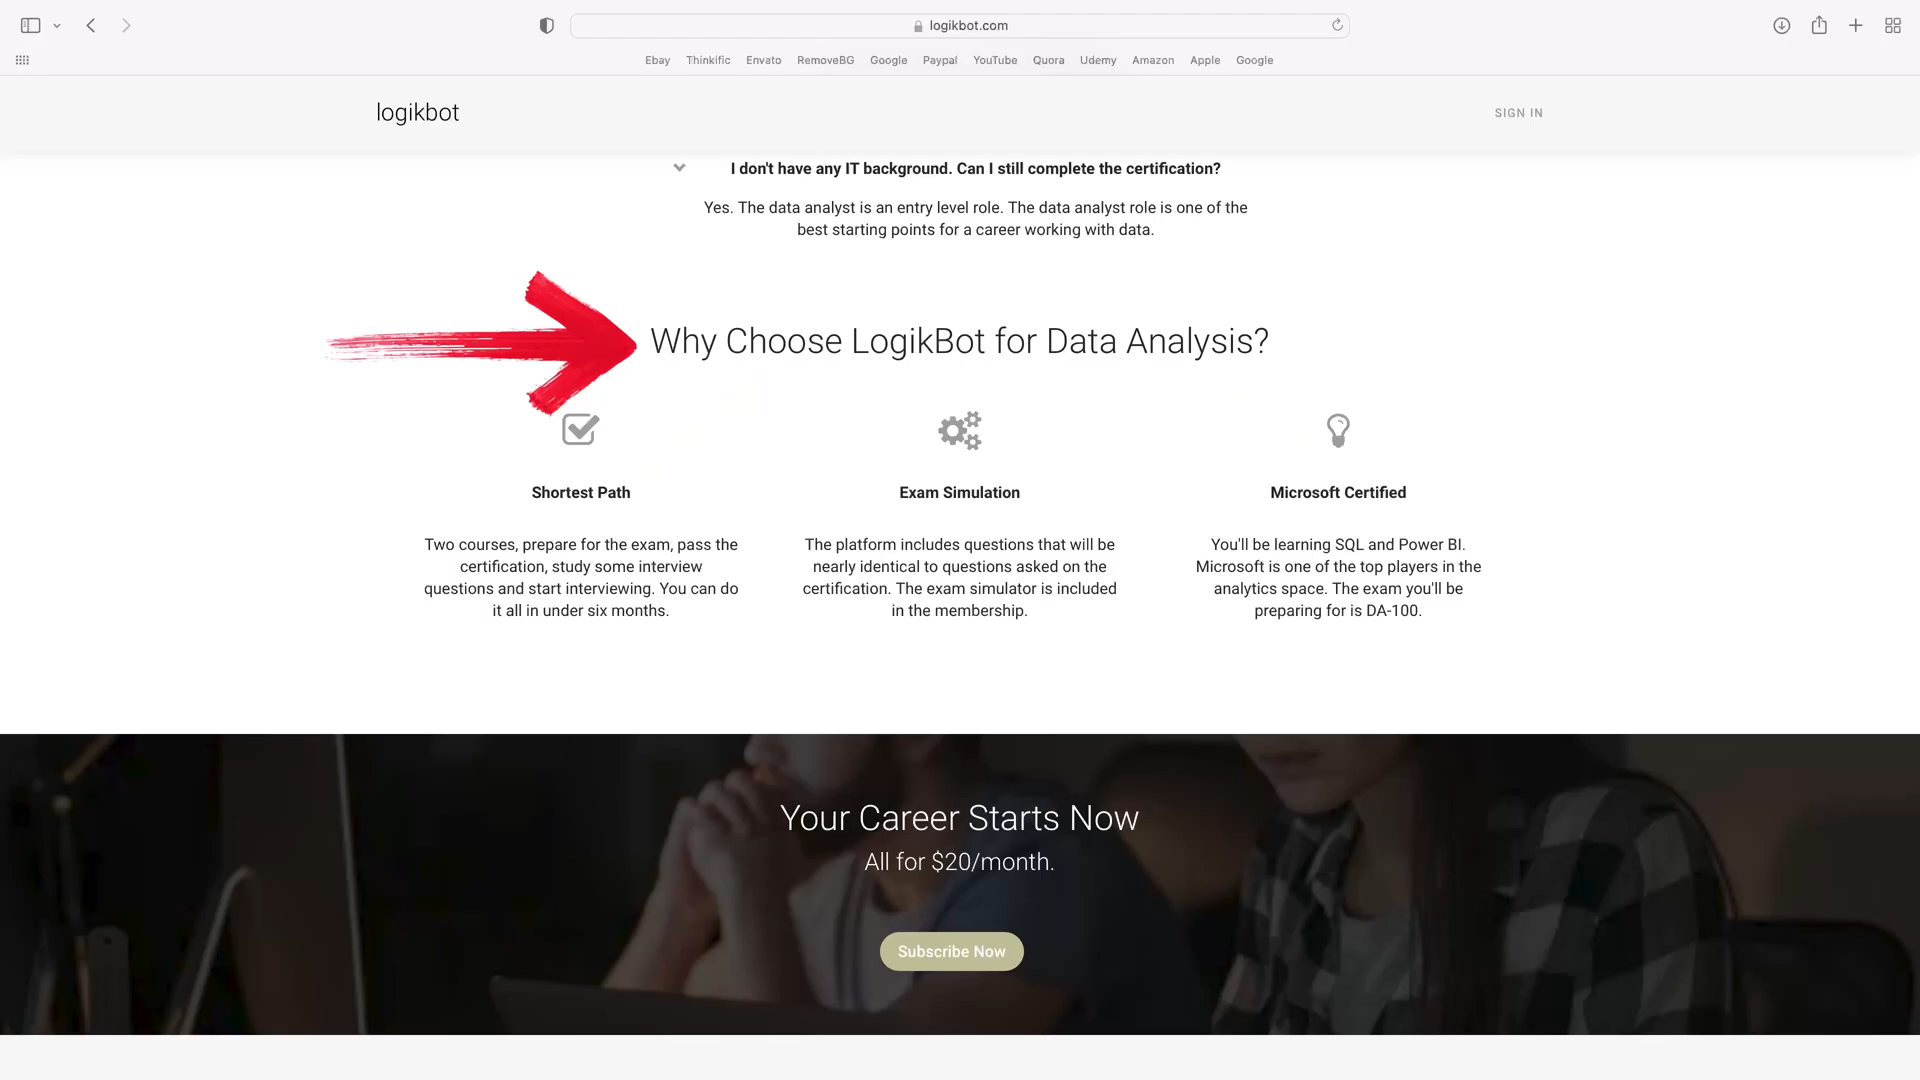 logikbot.com
Ebay Thinkific Envato RemoveBG Google Paypal YouTube Quora Udemy Amazon Apple Google
logikbot
SIGN IN
I don't have any IT background. Can I still complete the certification?
Yes. The data analyst is an entry level role. The data analyst role is one of the
best starting points for a career working with data.
Why Choose LogikBot for Data Analysis?
Shortest Path
Two courses, prepare for the exam, pass the
certification, study some interview
questions and start interviewing. You can do
it all in under six months.
Exam Simulation
The platform includes questions that will be
nearly identical to questions asked on the
certification. The exam simulator is included
in the membership.
Microsoft Certified
You'll be learning SQL and Power BI.
Microsoft is one of the top players in the
analytics space. The exam you'll be
preparing for is DA-100.
Your Career Starts Now
All for $20/month.
Subscribe Now